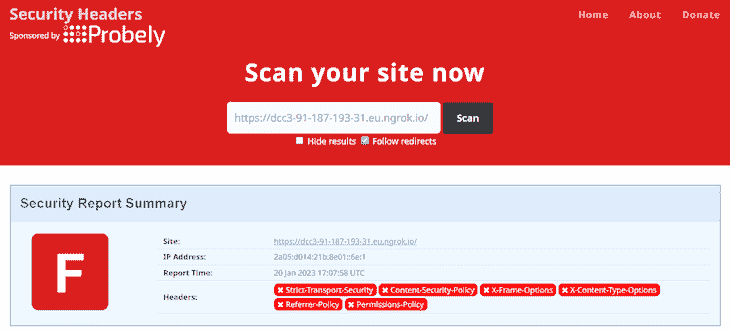 Security Headers
Sponsored by Probely
Home About Donate
Scan your site now
https://dcc3-91-187-193-31.eu.ngrok.io/ Scan
Hide results Follow redirects
Security Report Summary
F
Site: https://dcc3-91-187-193-31.eu.ngrok.io/
IP Address: 2a05:d014:21b:8e01::6e:1
Report Time: 20 Jan 2023 17:07:58 UTC
Headers: Strict-Transport-Security Content-Security-Policy X-Frame-Options X-Content-Type-Options
Referrer-Policy Permissions-Policy